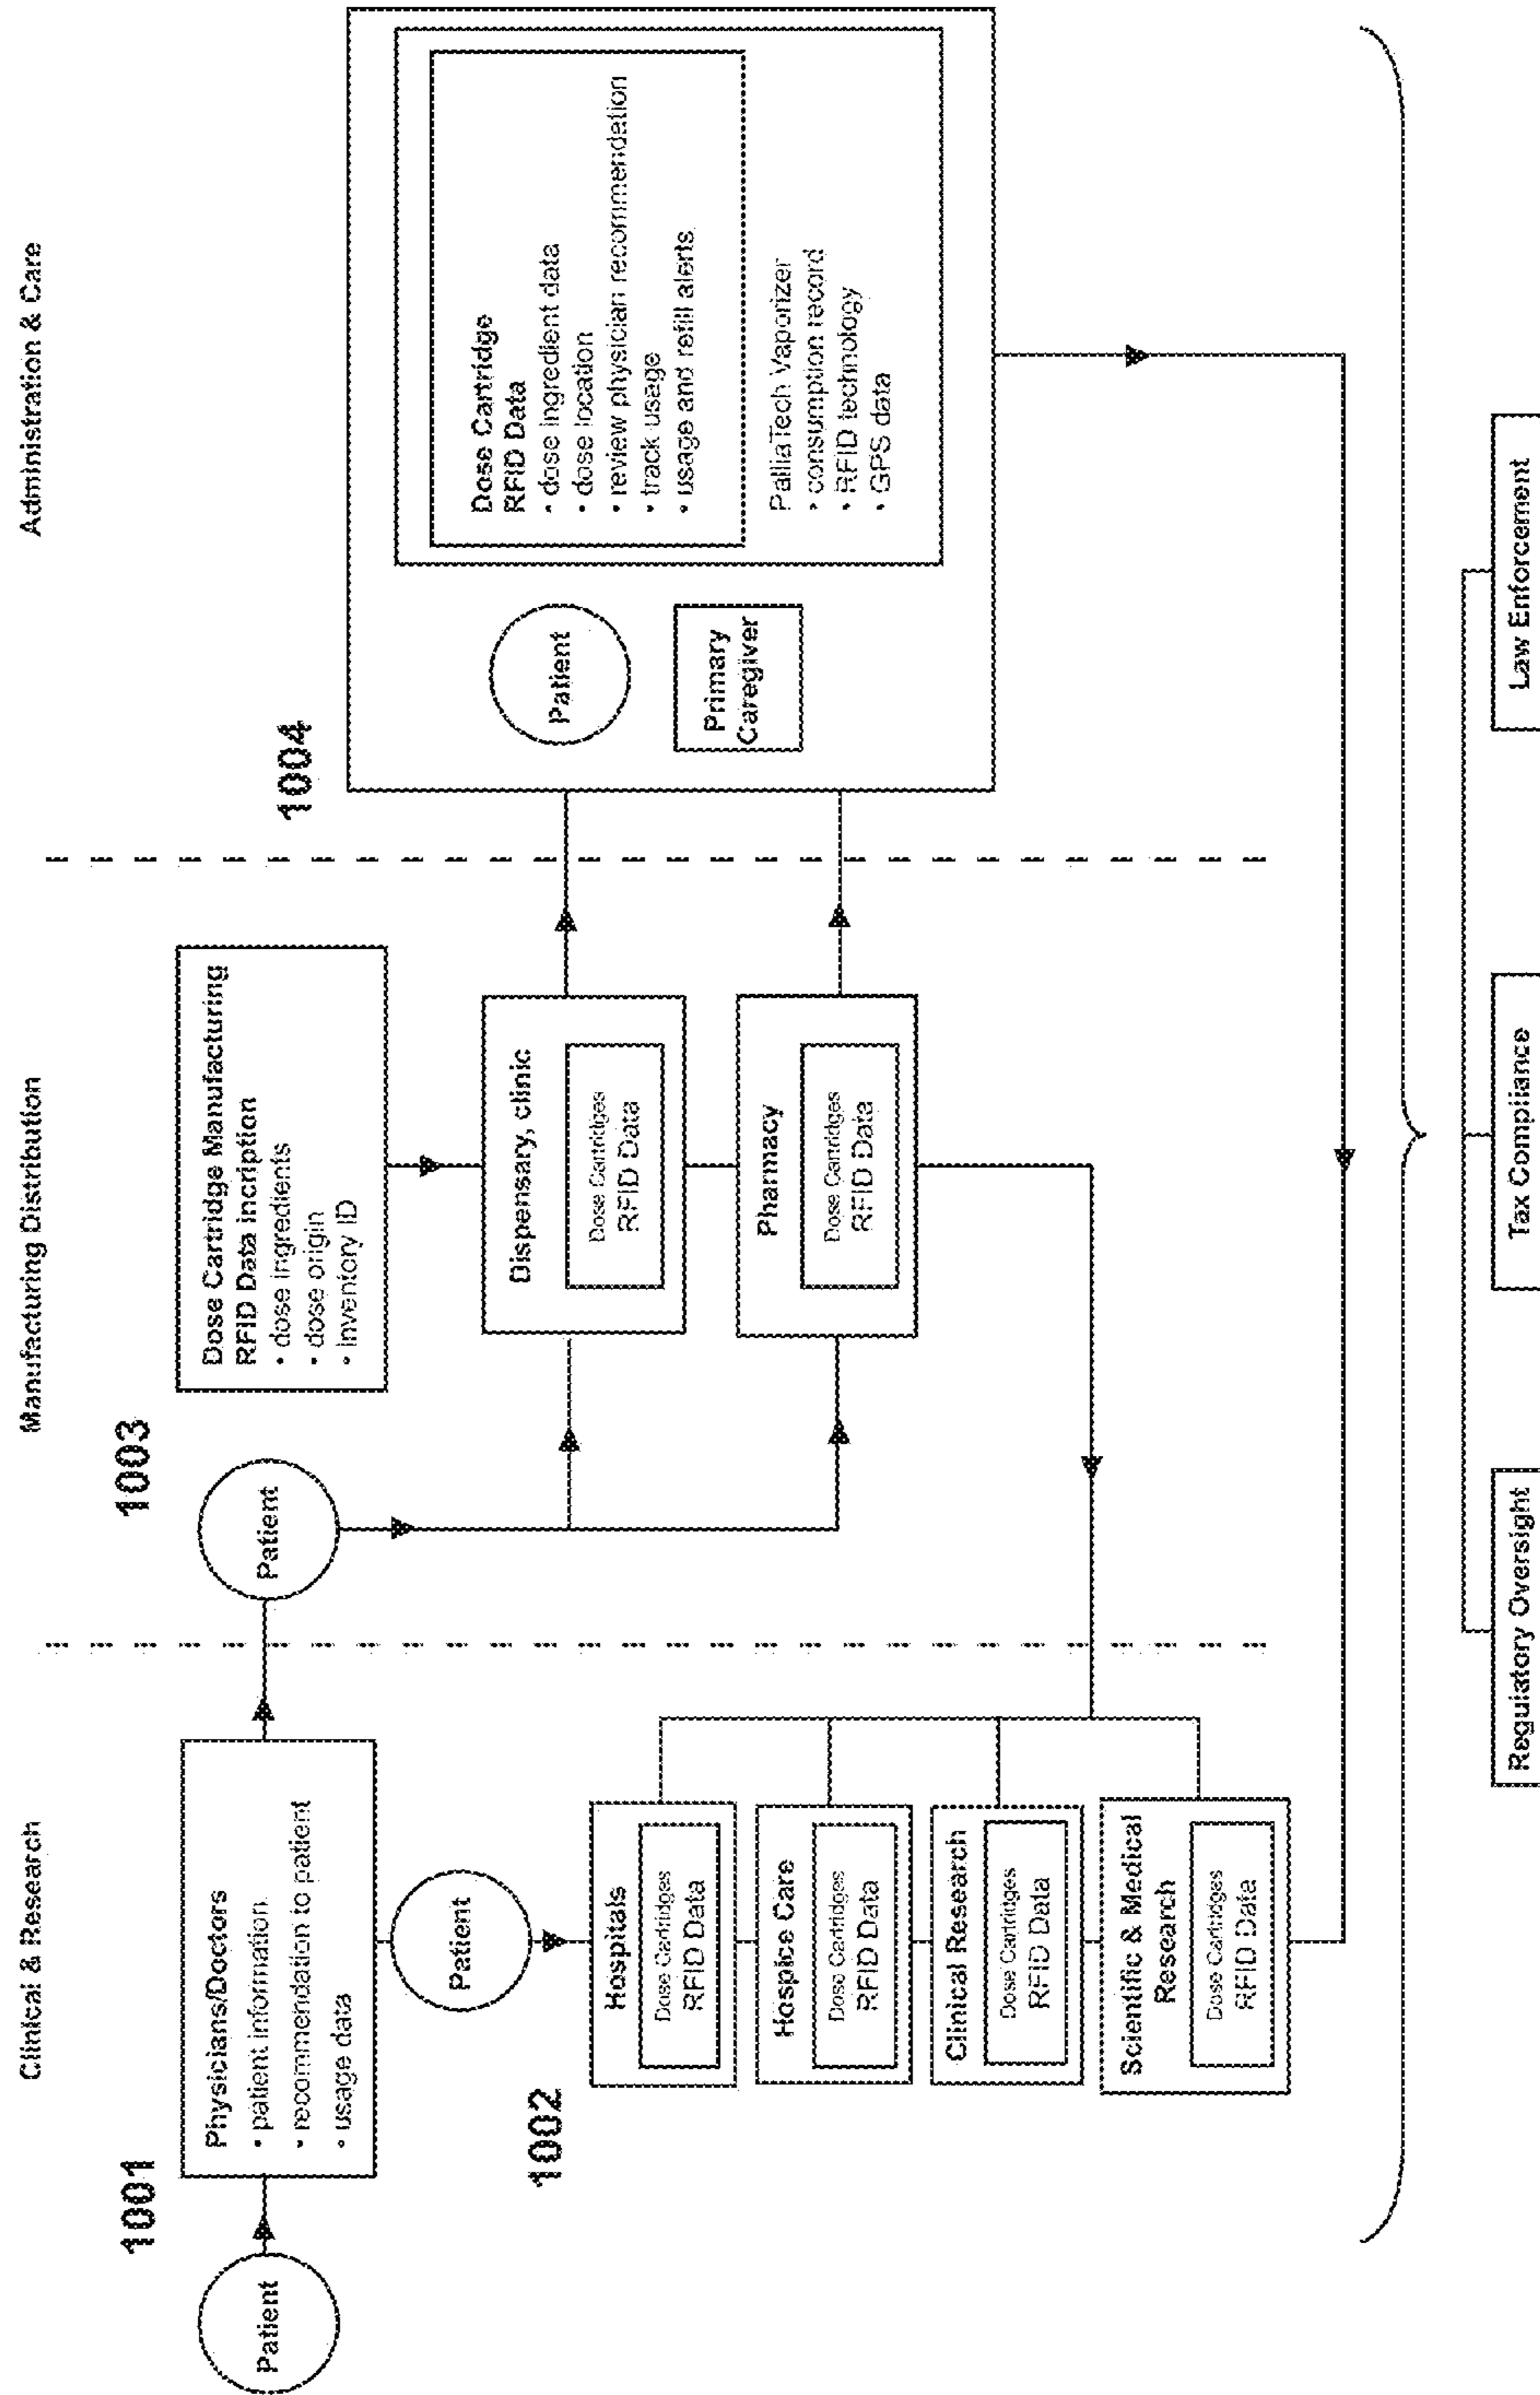 Clinical & Research
Manufacturing Distribution
Administration & Care
1001
Patient
Physicians/Doctors
• patient information
• recommendation to patient
• usage data
Patient
1002
Hospitals
Dose Cartridges
RFID Data
Hospice Care
Dose Cartridges
RFID Data
Clinical Research
Dose Cartridges
RFID Data
Scientific & Medical
Research
Dose Cartridges
RFID Data
1003
Patient
Dose Cartridge Manufacturing
RFID Data incription
• dose ingredients
• dose origin
• Inventory ID
Dispensary, clinic
Dose Cartridges
RFID Data
Pharmacy
Dose Cartridges
RFID Data
1004
Patient
Primary
Caregiver
Dose Cartridge
RFID Data
• dose ingredient data
• dose location
• review physician recommendation
• track usage
• usage and refill alerts
PalliaTech Vaporizer
• consumption record
• RFID technology
• GPS data
Regulatory Oversight
Tax Compliance
Law Enforcement